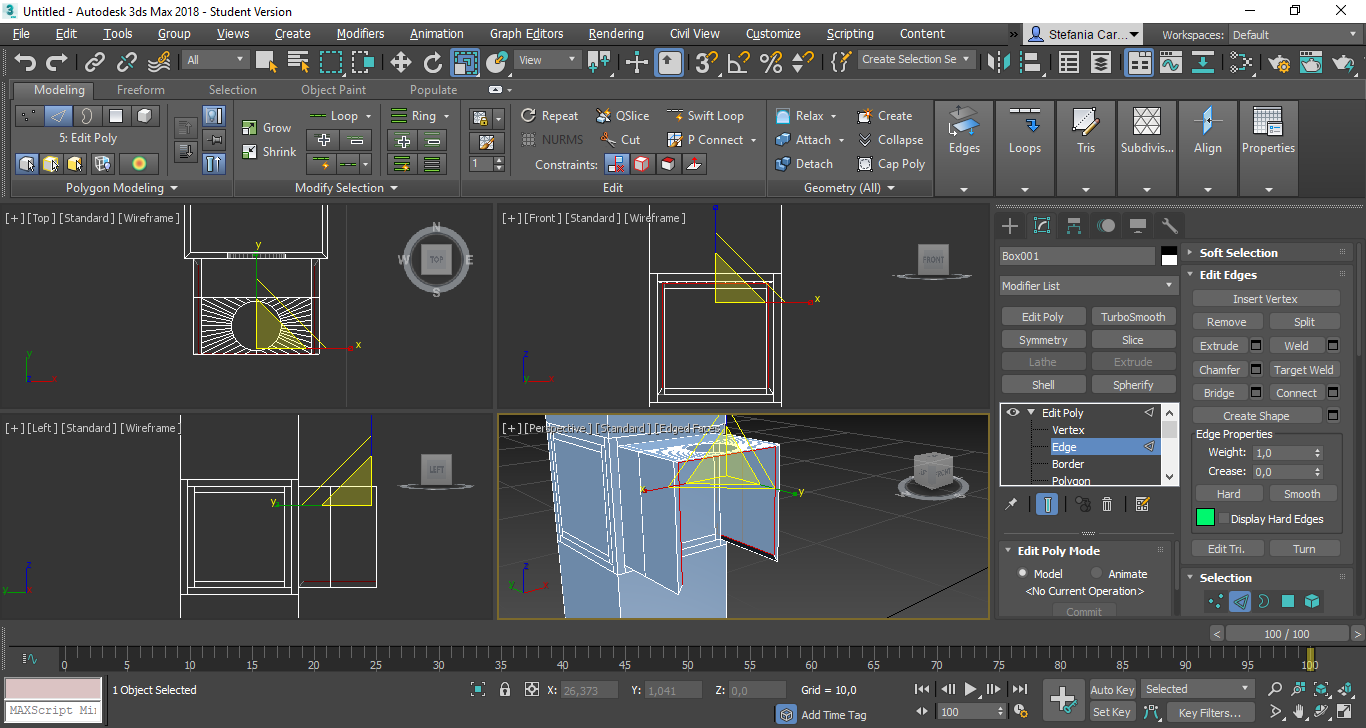 Untitled - Autodesk 3ds Max 2018 - Student Version
File Edit Tools Group Views Create Modifiers Animation Graph Editors Rendering Civil View Customize Scripting Content » Stefania Car... Workspaces: Default
All View 3 Create Selection Se
Modeling Freeform Selection Object Paint Populate
5: Edit Poly
Polygon Modeling
Grow
Shrink
Loop Ring
Modify Selection
1
Repeat QSlice Swift Loop
NURMS Cut P Connect
Constraints:
Edit
Relax Create
Attach Collapse
Detach Cap Poly
Geometry (All)
Edges Loops Tris Subdivis... Align Properties
[+] [Top] [Standard] [Wireframe]
N
W TOP E
S
y
x
y
z x
[+] [Front] [Standard] [Wireframe]
FRONT
x
z
y x
[+] [Left] [Standard] [Wireframe]
LEFT
y
z
y
[+] [Perspective] [Standard] [Edged Faces]
FRONT
y
z
y x
Box001
Modifier List
Edit Poly TurboSmooth
Symmetry Slice
Lathe Extrude
Shell Spherify
Edit Poly
Vertex
Edge
Border
Polygon
Edit Poly Mode
Model Animate
<No Current Operation>
Commit
Soft Selection
Edit Edges
Insert Vertex
Remove Split
Extrude Weld
Chamfer Target Weld
Bridge Connect
Create Shape
Edge Properties
Weight: 1,0
Crease: 0,0
Hard Smooth
Display Hard Edges
Edit Tri. Turn
Selection
< 100 / 100 >
0 5 10 15 20 25 30 35 40 45 50 55 60 65 70 75 80 85 90 95 100
1 Object Selected X: 26,373 Y: 1,041 Z: 0,0 Grid = 10,0 Auto Key Selected
MAXScript Mi Add Time Tag 100 Set Key Key Filters...